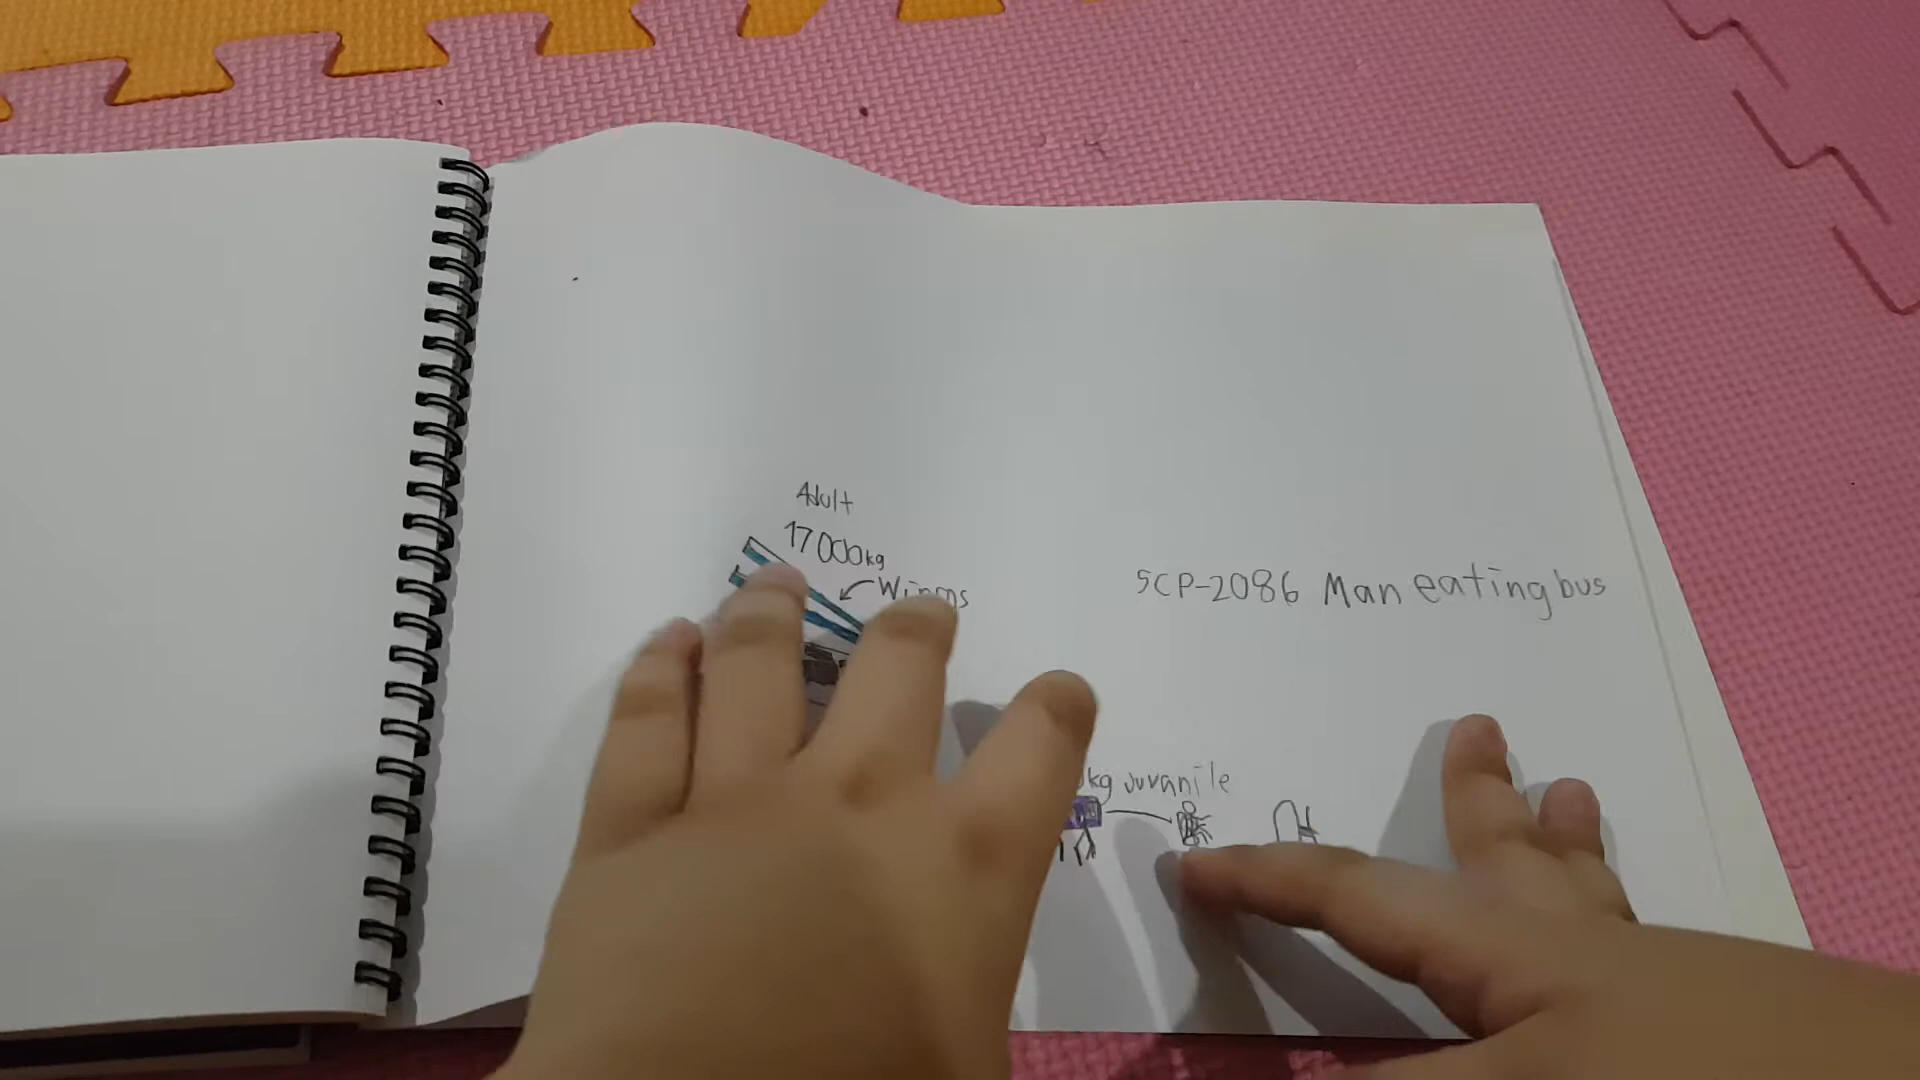 Adult
17000kg
Wings
SCP-2086 Man eating bus
kg Juvanile